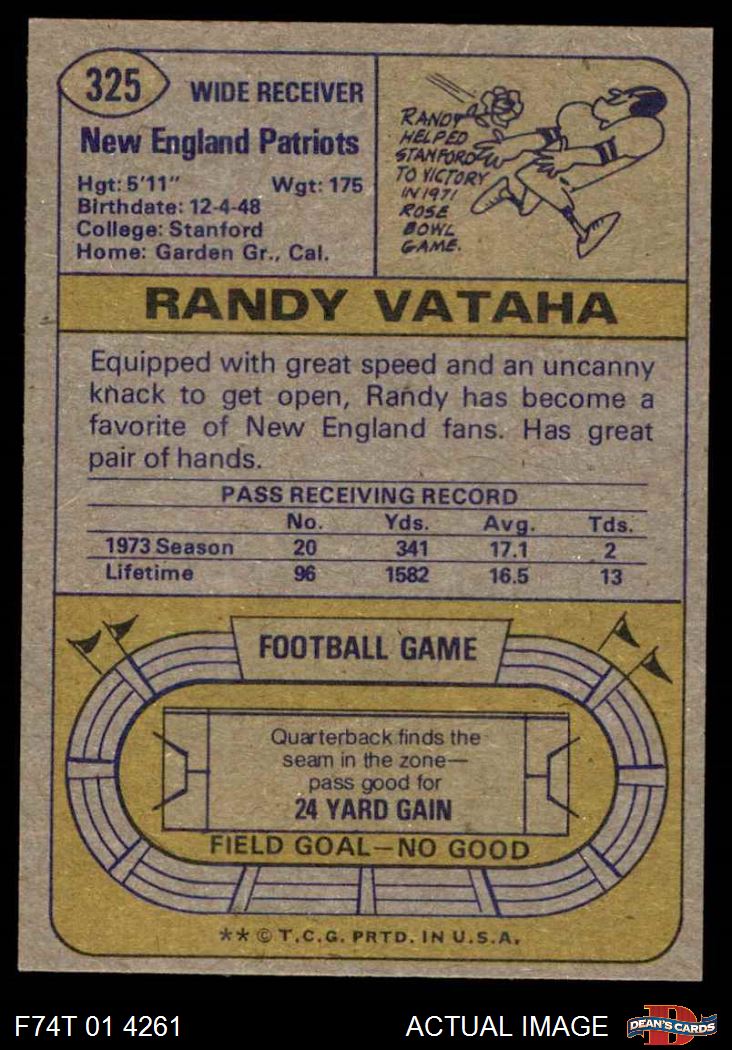 325
WIDE RECEIVER
New England Patriots
Hgt: 5'11" Wgt: 175
Birthdate: 12-4-48
College: Stanford
Home: Garden Gr., Cal.
RANDY
HELPED
STANFORD
TO VICTORY
IN 1971
ROSE
BOWL
GAME.
RANDY VATAHA
Equipped with great speed and an uncanny
knack to get open, Randy has become a
favorite of New England fans. Has great
pair of hands.
PASS RECEIVING RECORD
No. Yds. Avg. Tds.
1973 Season 20 341 17.1 2
Lifetime 96 1582 16.5 13
FOOTBALL GAME
Quarterback finds the
seam in the zone—
pass good for
24 YARD GAIN
FIELD GOAL—NO GOOD
** © T.C.G. PRTD. IN U.S.A.
F74T 01 4261
ACTUAL IMAGE
D
DEAN'S CARDS